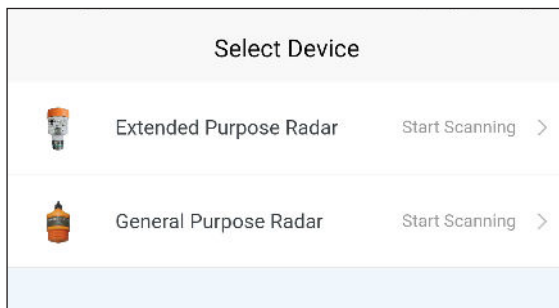 Select Device
Extended Purpose Radar Start Scanning
General Purpose Radar Start Scanning